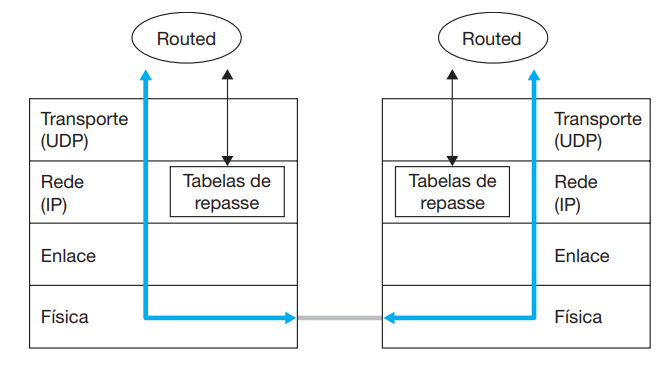 Routed
Routed
Transporte
(UDP)
Rede
(IP)
Tabelas de
repasse
Enlace
Física
Transporte
(UDP)
Tabelas de
repasse
Rede
(IP)
Enlace
Física